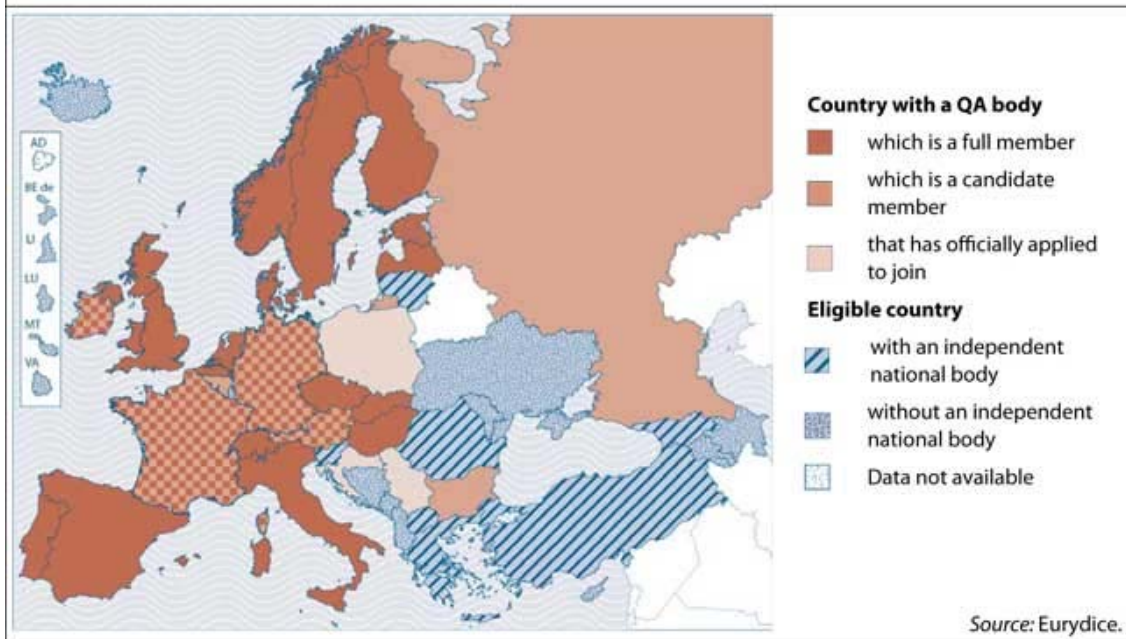 AD
BE de
LI
LU
MT
VA
Country with a QA body
which is a full member
which is a candidate
member
that has officially applied
to join
Eligible country
with an independent
national body
without an independent
national body
Data not available
Source: Eurydice.